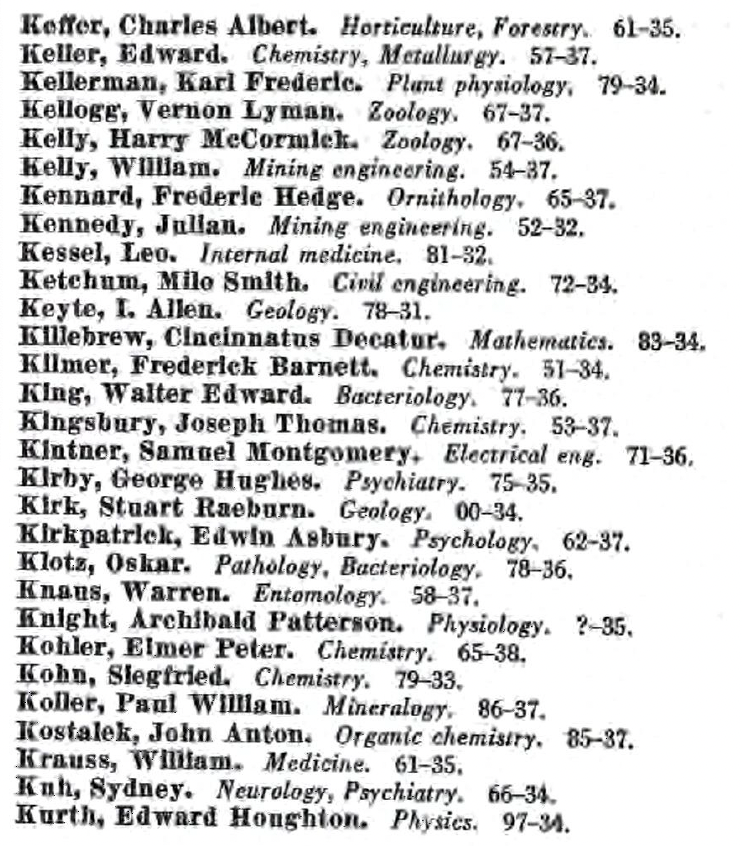 Keffer, Charles Albert. Horticulture, Forestry. 61–35.
Keller, Edward. Chemistry, Metallurgy. 57–37.
Kellerman, Karl Frederic. Plant physiology. 79–34.
Kellogg, Vernon Lyman. Zoology. 67–37.
Kelly, Harry McCormick. Zoology. 67–36.
Kelly, William. Mining engineering. 54–37.
Kennard, Frederic Hedge. Ornithology. 65–37.
Kennedy, Julian. Mining engineering. 52–32.
Kessel, Leo. Internal medicine. 81–32.
Ketchum, Milo Smith. Civil engineering. 72–34.
Keyte, I. Allen. Geology. 78–31.
Killebrew, Cincinnatus Decatur. Mathematics. 83–34.
Kilmer, Frederick Barnett. Chemistry. 51–34.
King, Walter Edward. Bacteriology. 77–36.
Kingsbury, Joseph Thomas. Chemistry. 53–37.
Kintner, Samuel Montgomery. Electrical eng. 71–36.
Kirby, George Hughes. Psychiatry. 75–35.
Kirk, Stuart Raeburn. Geology. 00–34.
Kirkpatrick, Edwin Asbury. Psychology. 62–37.
Klotz, Oskar. Pathology, Bacteriology. 78–36.
Knaus, Warren. Entomology. 58–37.
Knight, Archibald Patterson. Physiology. ?–35.
Kohler, Elmer Peter. Chemistry. 65–38.
Kohn, Siegfried. Chemistry. 79–33.
Koller, Paul William. Mineralogy. 86–37.
Kostalek, John Anton. Organic chemistry. 85–37.
Krauss, William. Medicine. 61–35.
Kuh, Sydney. Neurology, Psychiatry. 66–34.
Kurth, Edward Houghton. Physics. 97–34.